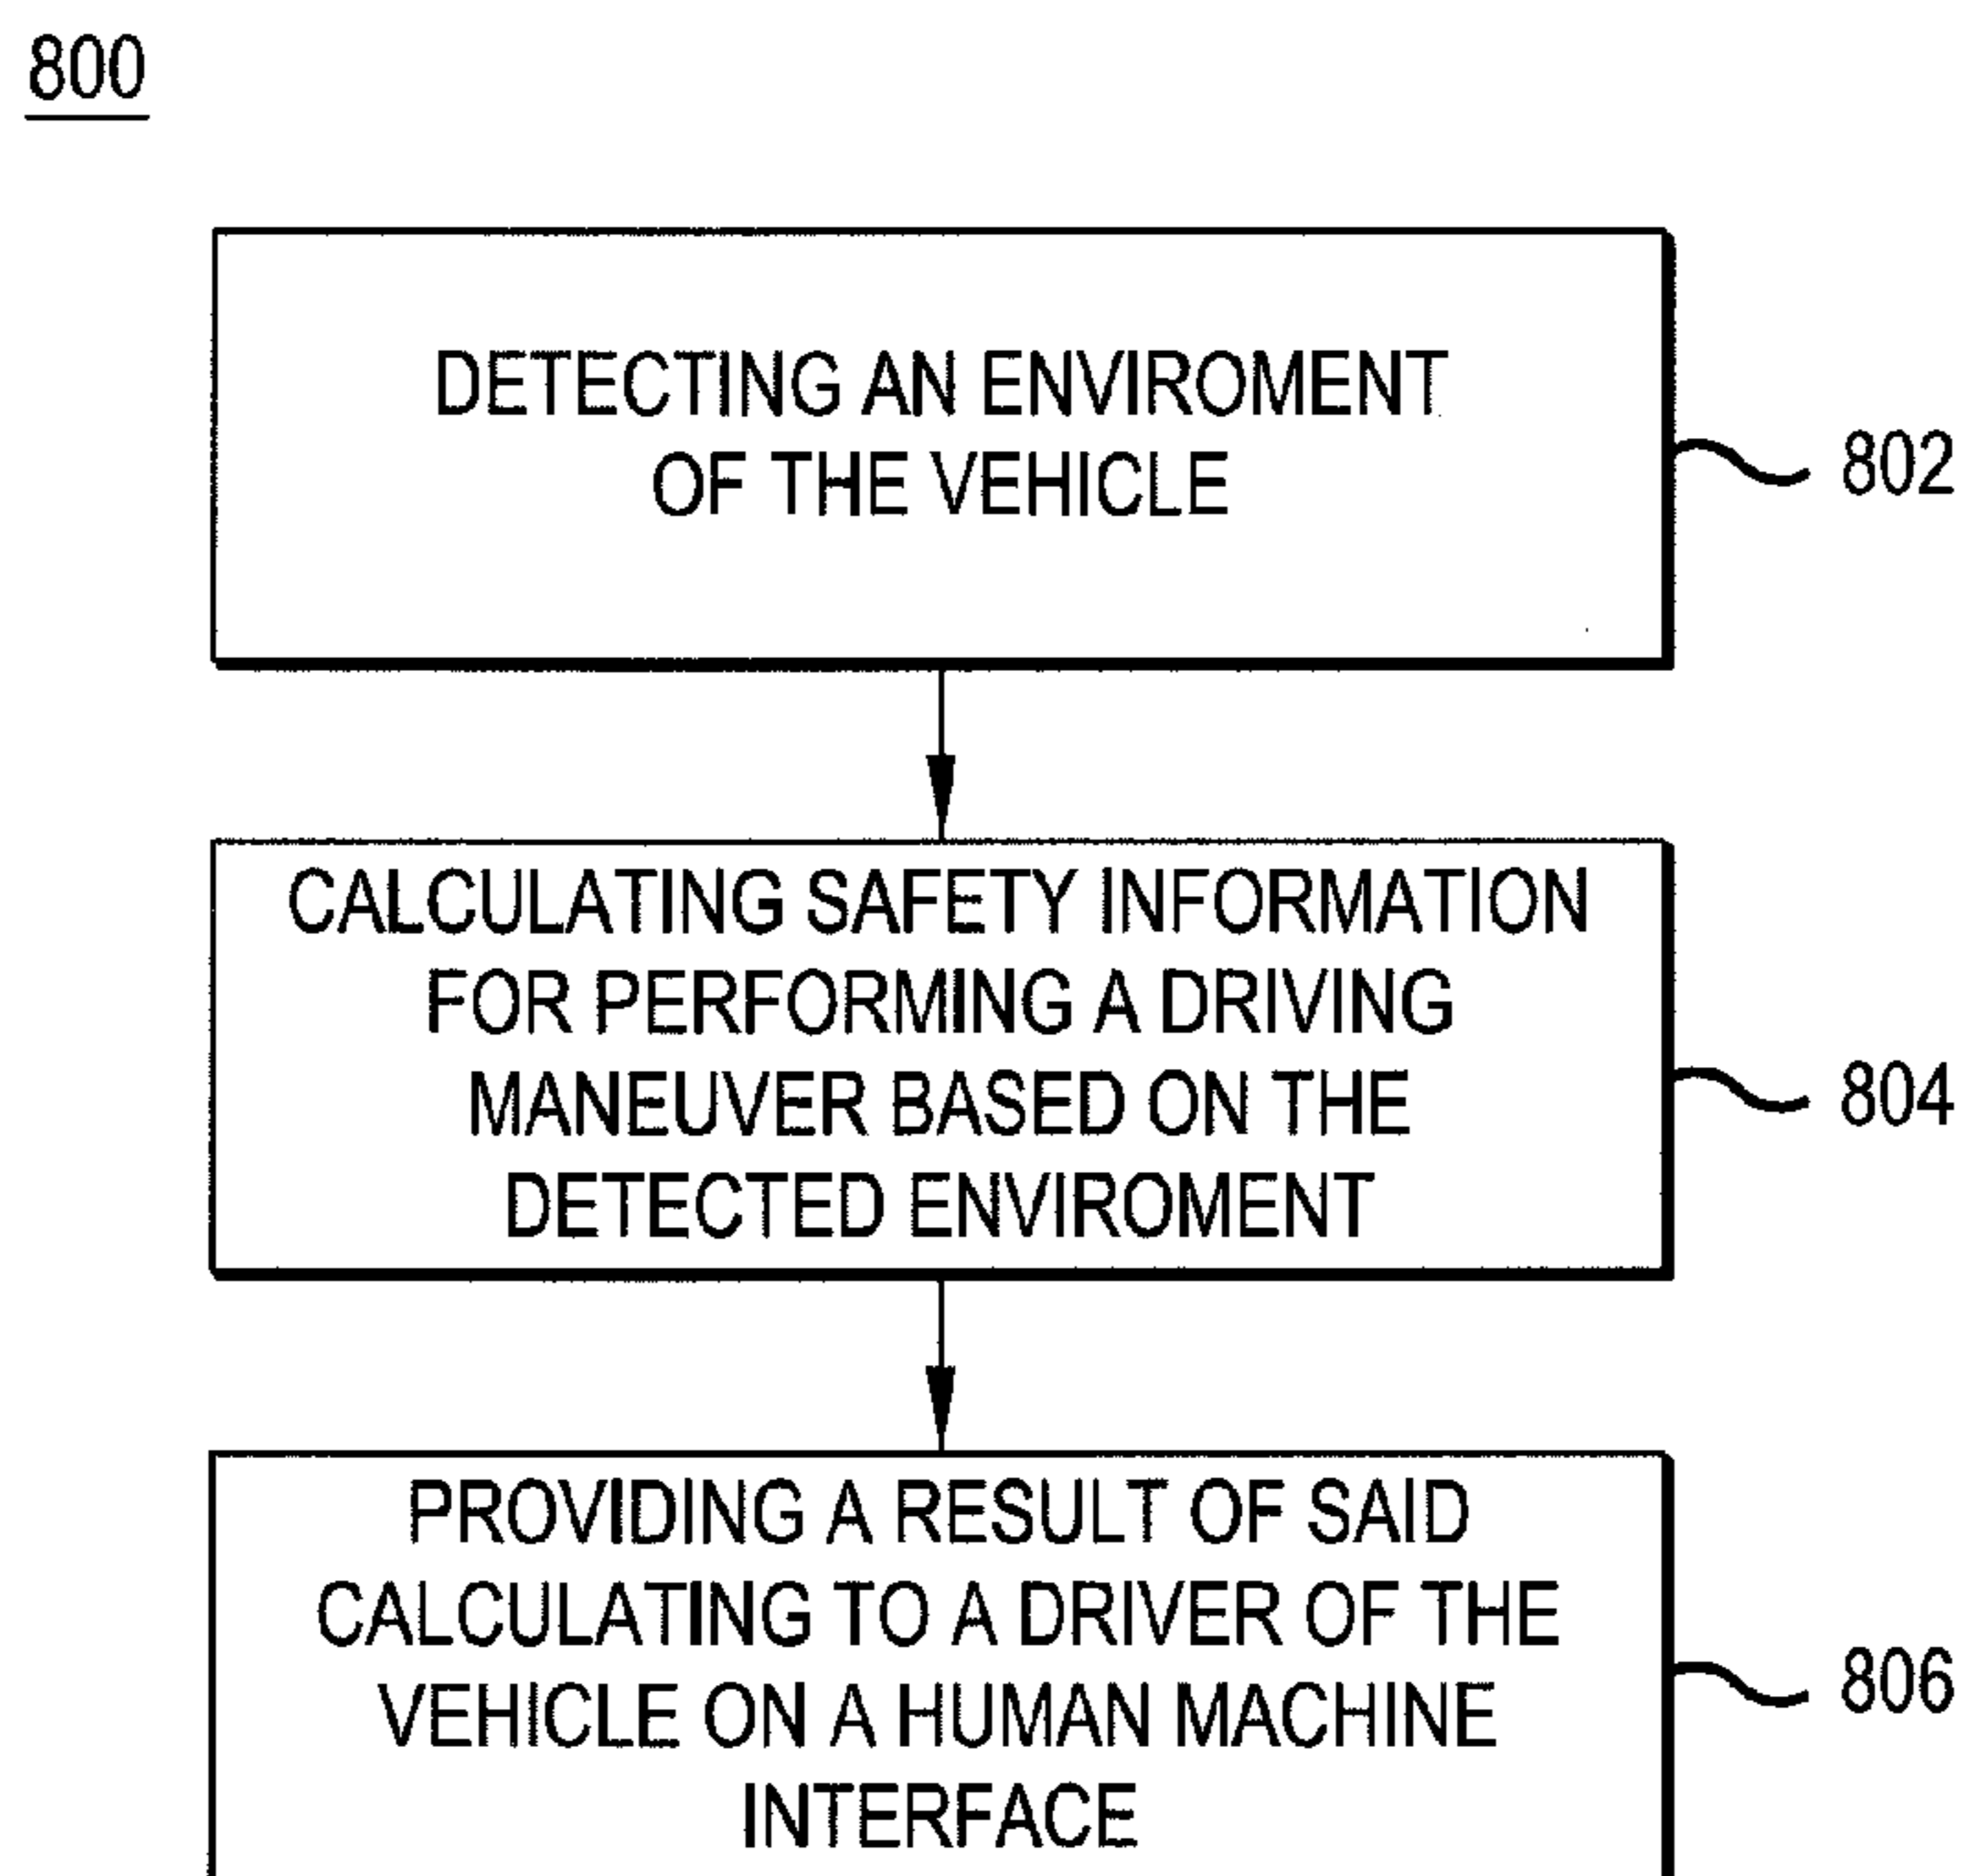 800
DETECTING AN ENVIROMENT
OF THE VEHICLE
802
CALCULATING SAFETY INFORMATION
FOR PERFORMING A DRIVING
MANEUVER BASED ON THE
DETECTED ENVIROMENT
804
PROVIDING A RESULT OF SAID
CALCULATING TO A DRIVER OF THE
VEHICLE ON A HUMAN MACHINE
INTERFACE
806